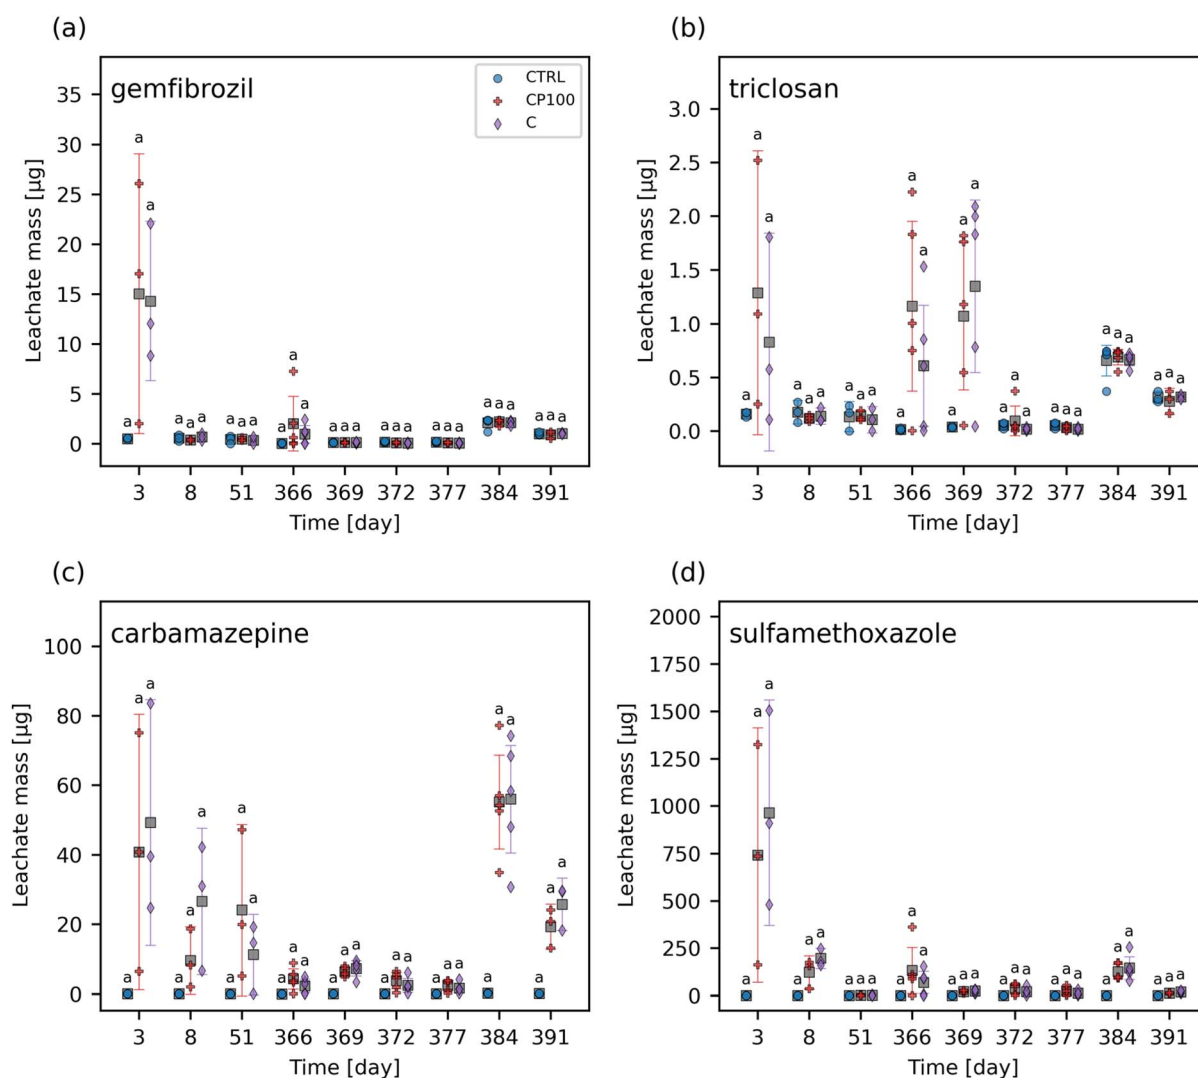 (a)
gemfibrozil
CTRL
CP100
C
Leachate mass [µg]
35
30
25
20
15
10
5
0
a a a
a a a
a a a
a a a
a a a
a a a
a a a
a a a
a a a
3 8 51 366 369 372 377 384 391
Time [day]
(b)
triclosan
Leachate mass [µg]
3.0
2.5
2.0
1.5
1.0
0.5
0.0
a a a
a a a
a a a
a a a
a a a
a a a
a a a
a a a
a a a
3 8 51 366 369 372 377 384 391
Time [day]
(c)
carbamazepine
Leachate mass [µg]
100
80
60
40
20
0
a a a
a a a
a a a
a a a
a a a
a a a
a a a
a a a
a a a
3 8 51 366 369 372 377 384 391
Time [day]
(d)
sulfamethoxazole
Leachate mass [µg]
2000
1750
1500
1250
1000
750
500
250
0
a a a
a a a
a a a
a a a
a a a
a a a
a a a
a a a
a a a
3 8 51 366 369 372 377 384 391
Time [day]